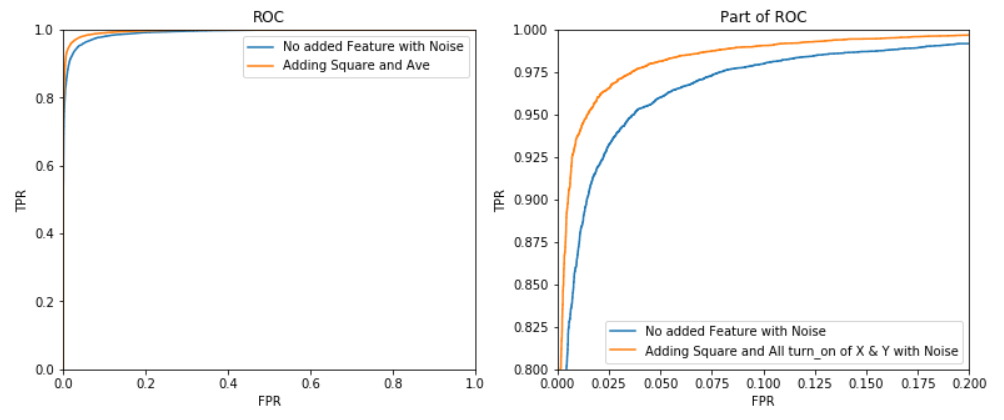 ROC
1.0
0.8
0.6
0.4
0.2
0.0
TPR
No added Feature with Noise
Adding Square and Ave
0.0 0.2 0.4 0.6 0.8 1.0
FPR
Part of ROC
1.000
0.975
0.950
0.925
0.900
0.875
0.850
0.825
0.800
TPR
No added Feature with Noise
Adding Square and All turn_on of X & Y with Noise
0.000 0.025 0.050 0.075 0.100 0.125 0.150 0.175 0.200
FPR